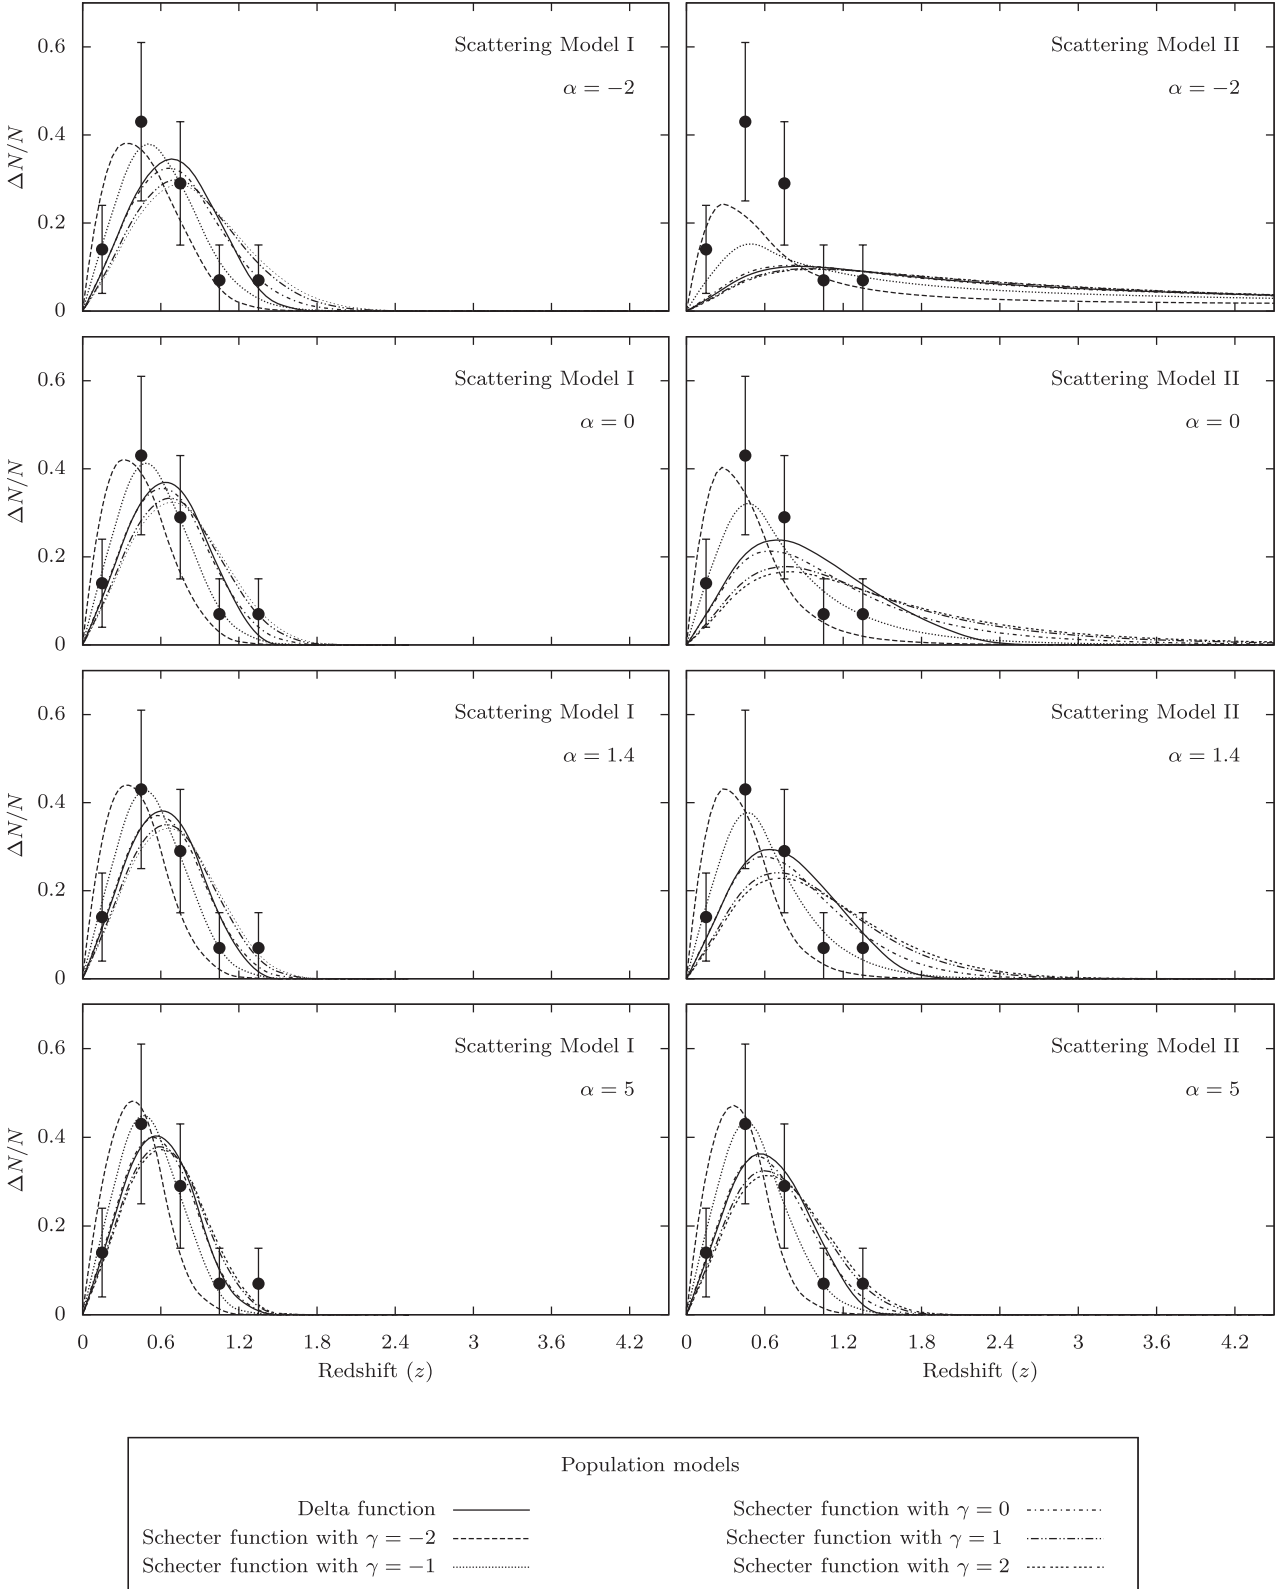 Scattering Model I
α = −2
ΔN/N
0.6
0.4
0.2
0
Scattering Model II
α = −2
Scattering Model I
α = 0
ΔN/N
0.6
0.4
0.2
0
Scattering Model II
α = 0
Scattering Model I
α = 1.4
ΔN/N
0.6
0.4
0.2
0
Scattering Model II
α = 1.4
Scattering Model I
α = 5
ΔN/N
0.6
0.4
0.2
0
Scattering Model II
α = 5
0 0.6 1.2 1.8 2.4 3 3.6 4.2
Redshift (z)
0 0.6 1.2 1.8 2.4 3 3.6 4.2
Redshift (z)
Population models
Delta function
Schecter function with γ = −2
Schecter function with γ = −1
Schecter function with γ = 0
Schecter function with γ = 1
Schecter function with γ = 2